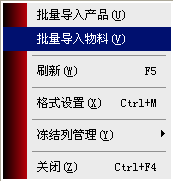 批量导入产品(U)
批量导入物料(V)
刷新(W) F5
格式设置(X) Ctrl+M
冻结列管理(Y)
关闭(Z) Ctrl+F4